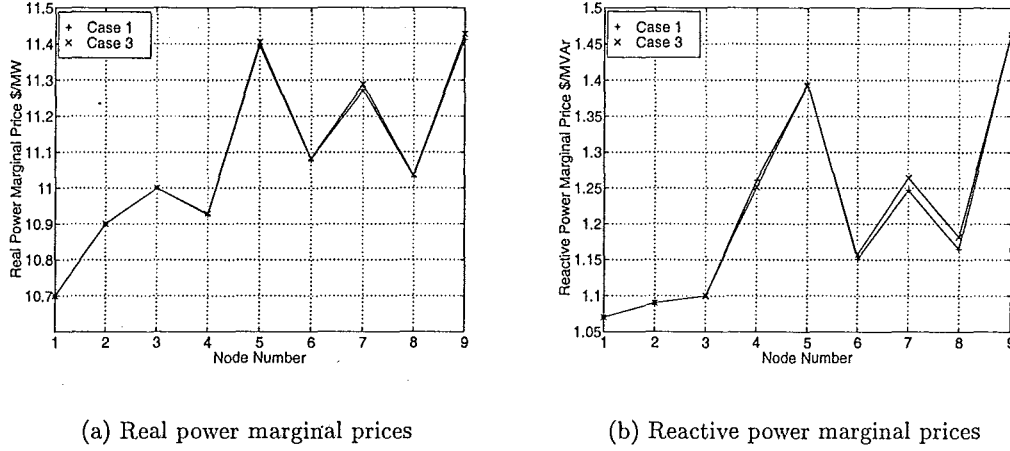 11.5
+ Case 1
× Case 3
11.4
11.3
11.2
11.1
11
10.9
10.8
10.7
Real Power Marginal Price $/MW
1 2 3 4 5 6 7 8 9
Node Number
(a) Real power marginal prices
1.5
+ Case 1
× Case 3
1.45
1.4
1.35
1.3
1.25
1.2
1.15
1.1
1.05
Reactive Power Marginal Price $/MVAr
1 2 3 4 5 6 7 8 9
Node Number
(b) Reactive power marginal prices